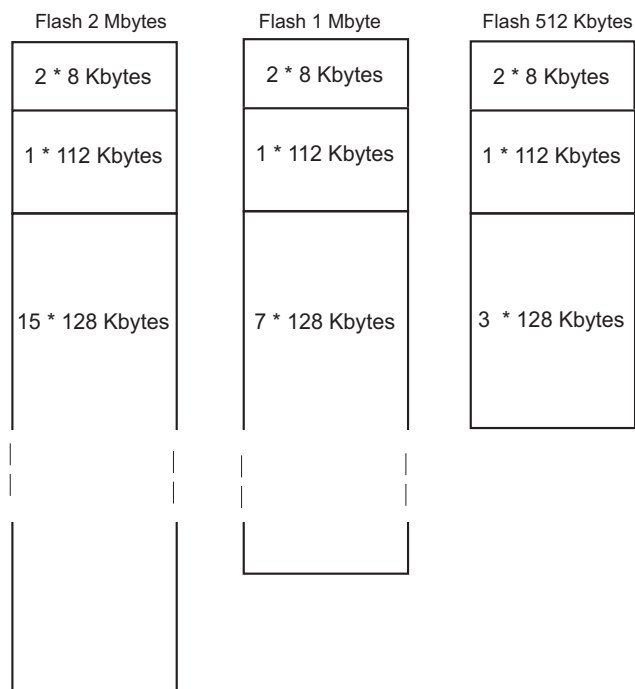 Flash 2 Mbytes
Flash 1 Mbyte
Flash 512 Kbytes
2 * 8 Kbytes
2 * 8 Kbytes
2 * 8 Kbytes
1 * 112 Kbytes
1 * 112 Kbytes
1 * 112 Kbytes
15 * 128 Kbytes
7 * 128 Kbytes
3 * 128 Kbytes